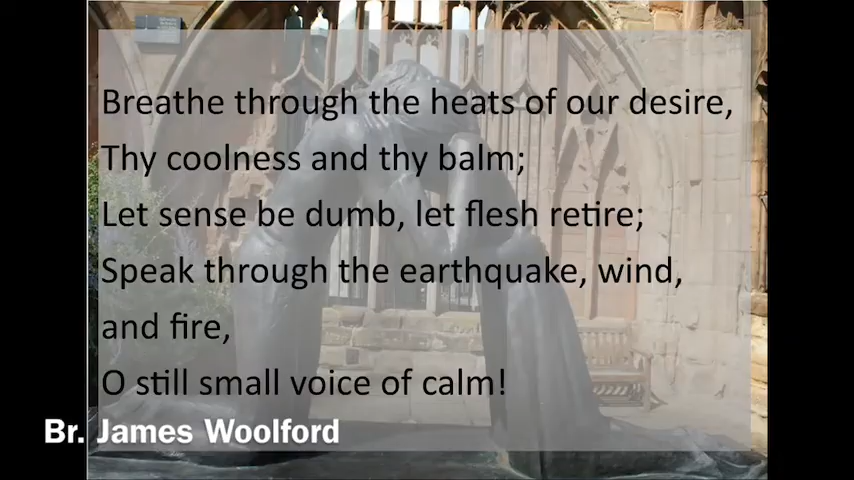 Breathe through the heats of our desire,
Thy coolness and thy balm;
Let sense be dumb, let flesh retire;
Speak through the earthquake, wind,
and fire,
O still small voice of calm!
Br. James Woolford